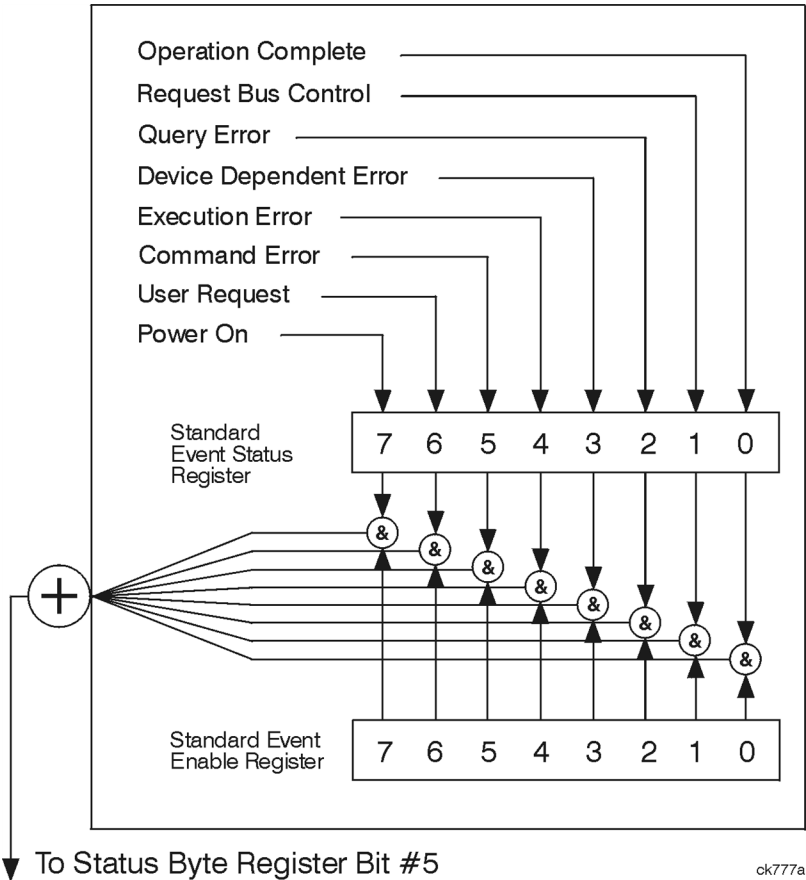 Operation Complete
Request Bus Control
Query Error
Device Dependent Error
Execution Error
Command Error
User Request
Power On
Standard
Event Status
Register
7 6 5 4 3 2 1 0
&
&
&
&
&
&
&
&
+
Standard Event
Enable Register
7 6 5 4 3 2 1 0
To Status Byte Register Bit #5
ck777a